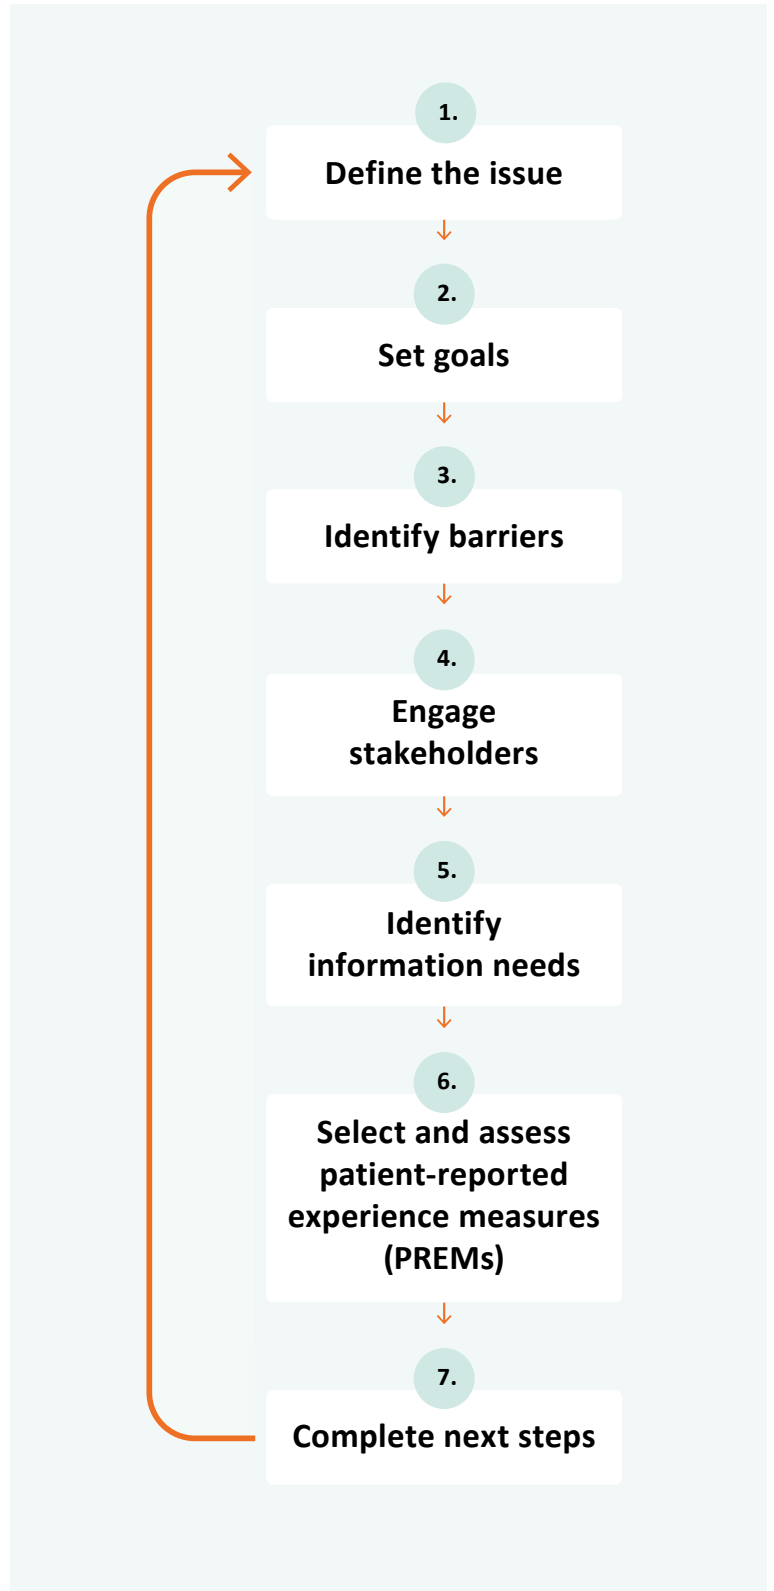 1.
Define the issue
2.
Set goals
3.
Identify barriers
4.
Engage
stakeholders
5.
Identify
information needs
6.
Select and assess
patient-reported
experience measures
(PREMs)
7.
Complete next steps